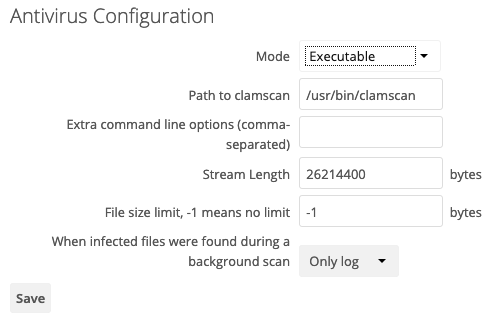 Antivirus Configuration
Mode Executable
Path to clamscan /usr/bin/clamscan
Extra command line options (comma-
separated)
Stream Length 26214400 bytes
File size limit, -1 means no limit -1 bytes
When infected files were found during a
background scan Only log
Save